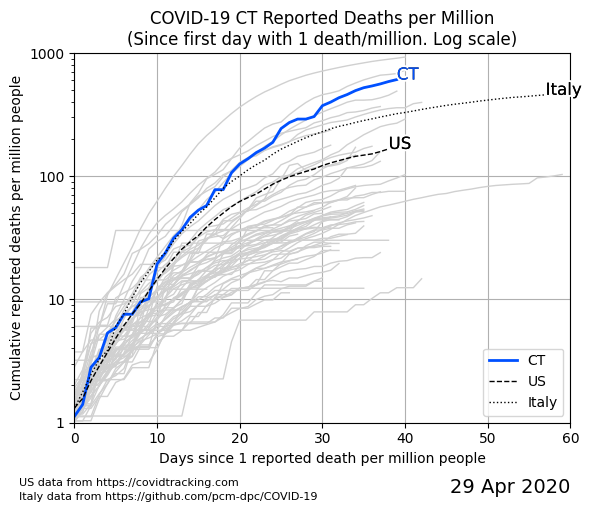 COVID-19 CT Reported Deaths per Million
(Since first day with 1 death/million. Log scale)
1000
100
10
1
Cumulative reported deaths per million people
CT
Italy
US
CT
US
Italy
0 10 20 30 40 50 60
Days since 1 reported death per million people
US data from https://covidtracking.com
Italy data from https://github.com/pcm-dpc/COVID-19
29 Apr 2020